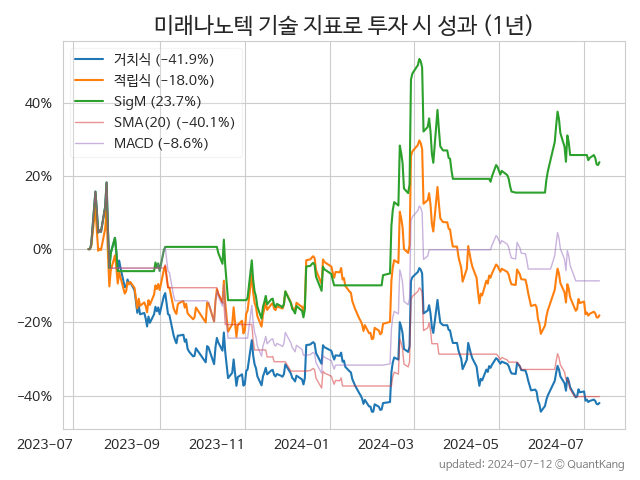 미래나노텍 기술 지표로 투자 시 성과 (1년)
거치식 (−41.9%)
적립식 (−18.0%)
SigM (23.7%)
SMA(20) (−40.1%)
MACD (−8.6%)
40%
20%
0%
−20%
−40%
2023-07 2023-09 2023-11 2024-01 2024-03 2024-05 2024-07
updated: 2024-07-12 ⓒ QuantKang